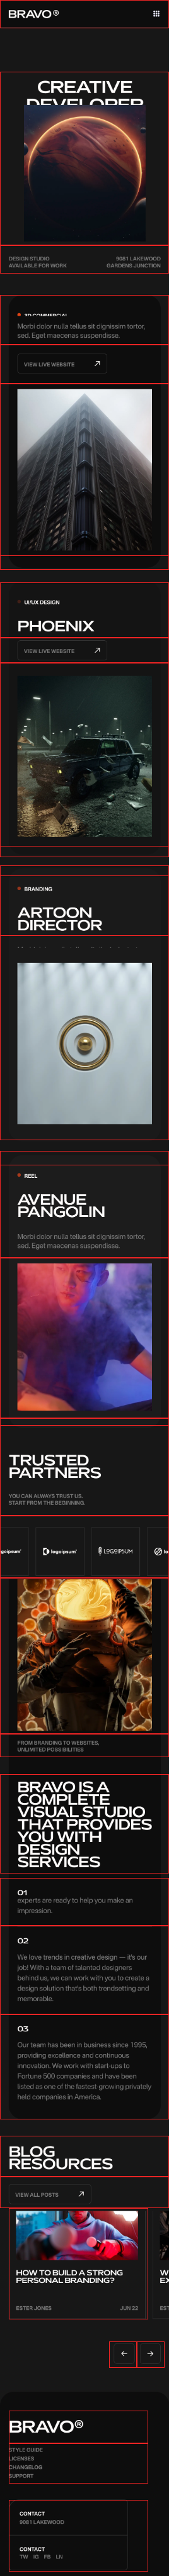 BRAVO®
CREATIVE
DEVELOPER
DESIGN STUDIO
AVAILABLE FOR WORK
9681 LAKEWOOD
GARDENS JUNCTION
3D COMMERCIAL
Morbi dolor nulla tellus sit dignissim tortor,
sed. Eget maecenas suspendisse.
VIEW LIVE WEBSITE
UI/UX DESIGN
PHOENIX
VIEW LIVE WEBSITE
BRANDING
ARTOON
DIRECTOR
REEL
AVENUE
PANGOLIN
Morbi dolor nulla tellus sit dignissim tortor,
sed. Eget maecenas suspendisse.
TRUSTED
PARTNERS
YOU CAN ALWAYS TRUST US,
START FROM THE BEGINNING.
logoipsum
LOGOIPSUM
FROM BRANDING TO WEBSITES,
UNLIMITED POSSIBILITIES
BRAVO IS A
COMPLETE
VISUAL STUDIO
THAT PROVIDES
YOU WITH
DESIGN
SERVICES
01
experts are ready to help you make an
impression.
02
We love trends in creative design — it's our
job! With a team of talented designers
behind us, we can work with you to create a
design solution that's both trendsetting and
memorable.
03
Our team has been in business since 1995,
providing excellence and continuous
innovation. We work with start-ups to
Fortune 500 companies and have been
listed as one of the fastest-growing privately
held companies in America.
BLOG
RESOURCES
VIEW ALL POSTS
HOW TO BUILD A STRONG
PERSONAL BRANDING?
ESTER JONES
JUN 22
BRAVO®
STYLE GUIDE
LICENSES
CHANGELOG
SUPPORT
CONTACT
9681 LAKEWOOD
CONTACT
TW IG FB LN